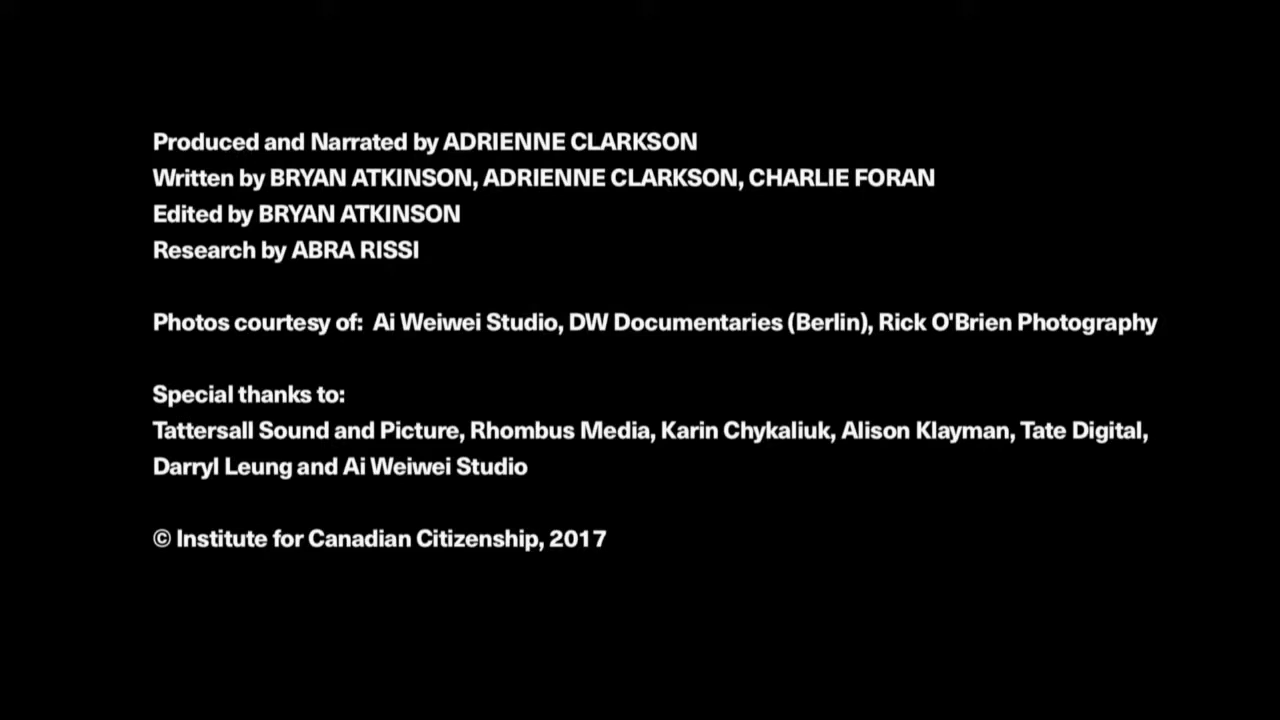 Produced and Narrated by ADRIENNE CLARKSON
Written by BRYAN ATKINSON, ADRIENNE CLARKSON, CHARLIE FORAN
Edited by BRYAN ATKINSON
Research by ABRA RISSI
Photos courtesy of:  Ai Weiwei Studio, DW Documentaries (Berlin), Rick O'Brien Photography
Special thanks to:
Tattersall Sound and Picture, Rhombus Media, Karin Chykaliuk, Alison Klayman, Tate Digital,
Darryl Leung and Ai Weiwei Studio
© Institute for Canadian Citizenship, 2017